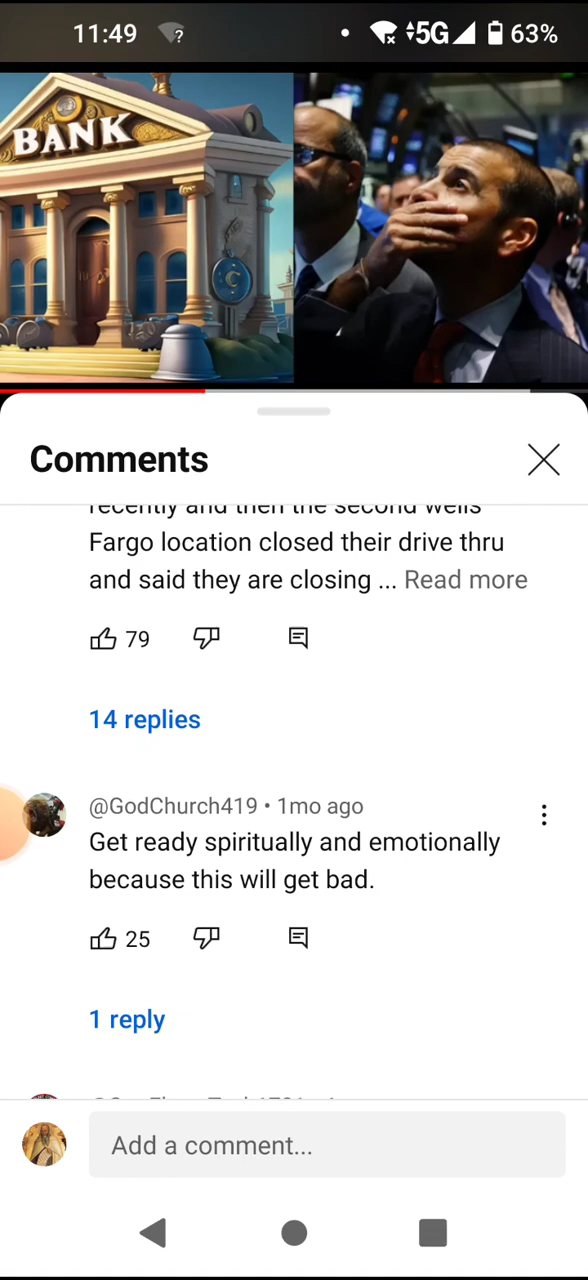 11:49
?
5G
63%
BANK
C
Comments
recently and then the second wells
Fargo location closed their drive thru
and said they are closing ... Read more
79
14 replies
@GodChurch419 • 1mo ago
Get ready spiritually and emotionally
because this will get bad.
25
1 reply
Add a comment...